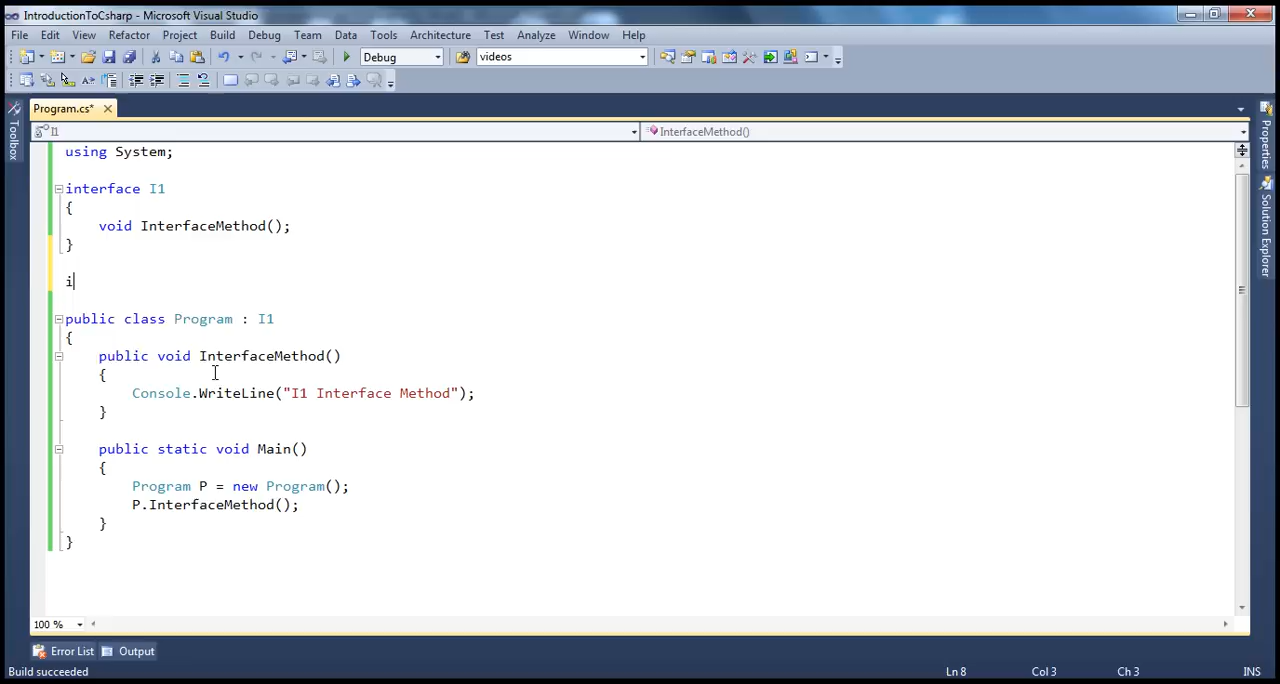 IntroductionToCsharp - Microsoft Visual Studio
File Edit View Refactor Project Build Debug Team Data Tools Architecture Test Analyze Window Help
Debug videos
Program.cs*
I1 InterfaceMethod()
using System;
interface I1
{
void InterfaceMethod();
}
i
public class Program : I1
{
public void InterfaceMethod()
{
Console.WriteLine("I1 Interface Method");
}
public static void Main()
{
Program P = new Program();
P.InterfaceMethod();
}
}
100 %
Error List Output
Build succeeded Ln 8 Col 3 Ch 3 INS
Toolbox
Properties
Solution Explorer